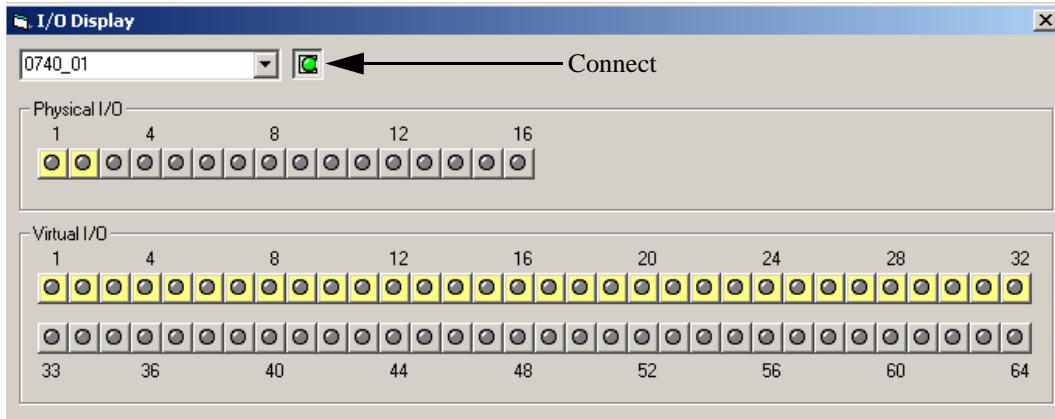 I/O Display
0740_01 Connect
Physical I/O
1 4 8 12 16
Virtual I/O
1 4 8 12 16 20 24 28 32
33 36 40 44 48 52 56 60 64